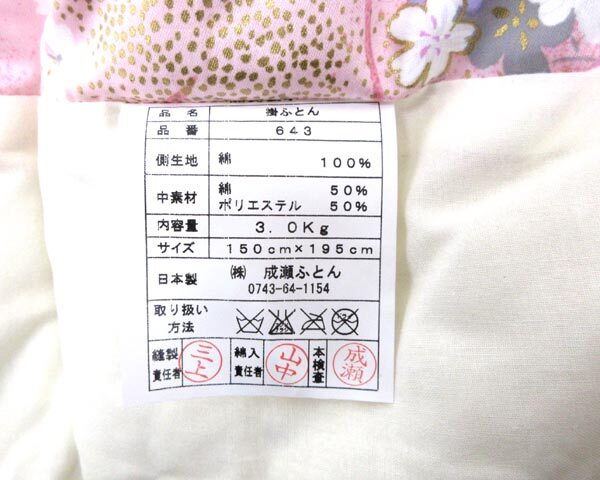 品名 掛ふとん
品番 643
側生地 綿 100%
中素材 綿 50%
ポリエステル 50%
内容量 3.0Kg
サイズ 150cm×195cm
日本製 ㈱ 成瀬ふとん
0743-64-1154
取り扱い
方法
縫製
責任者 三上
綿入
責任者 山中
本検査 成瀬